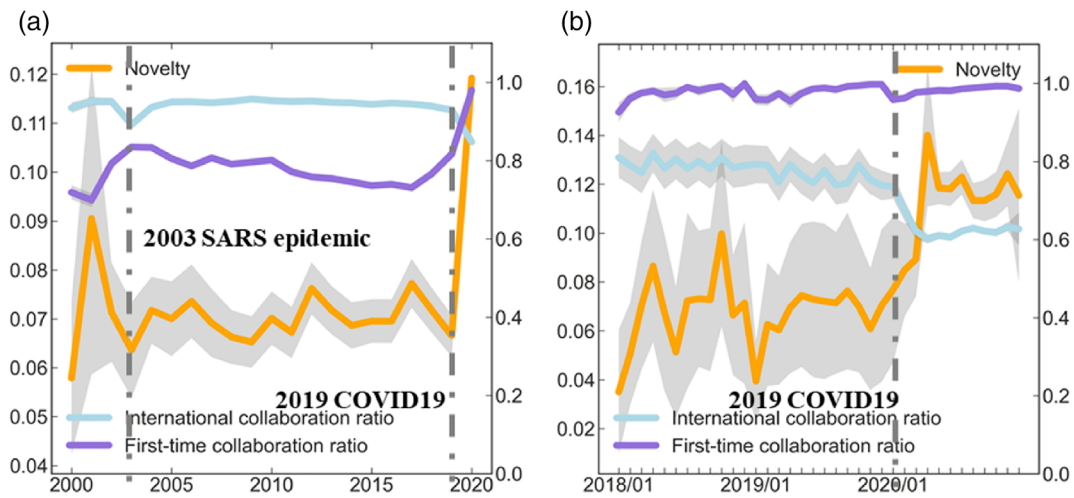 (a)
0.12
0.11
0.10
0.09
0.08
0.07
0.06
0.05
0.04
Novelty
2003 SARS epidemic
2019 COVID19
International collaboration ratio
First-time collaboration ratio
1.0
0.8
0.6
0.4
0.2
0.0
2000 2005 2010 2015 2020
(b)
0.16
0.14
0.12
0.10
0.08
0.06
0.04
0.02
Novelty
2019 COVID19
International collaboration ratio
First-time collaboration ratio
1.0
0.8
0.6
0.4
0.2
0.0
2018/01 2019/01 2020/01